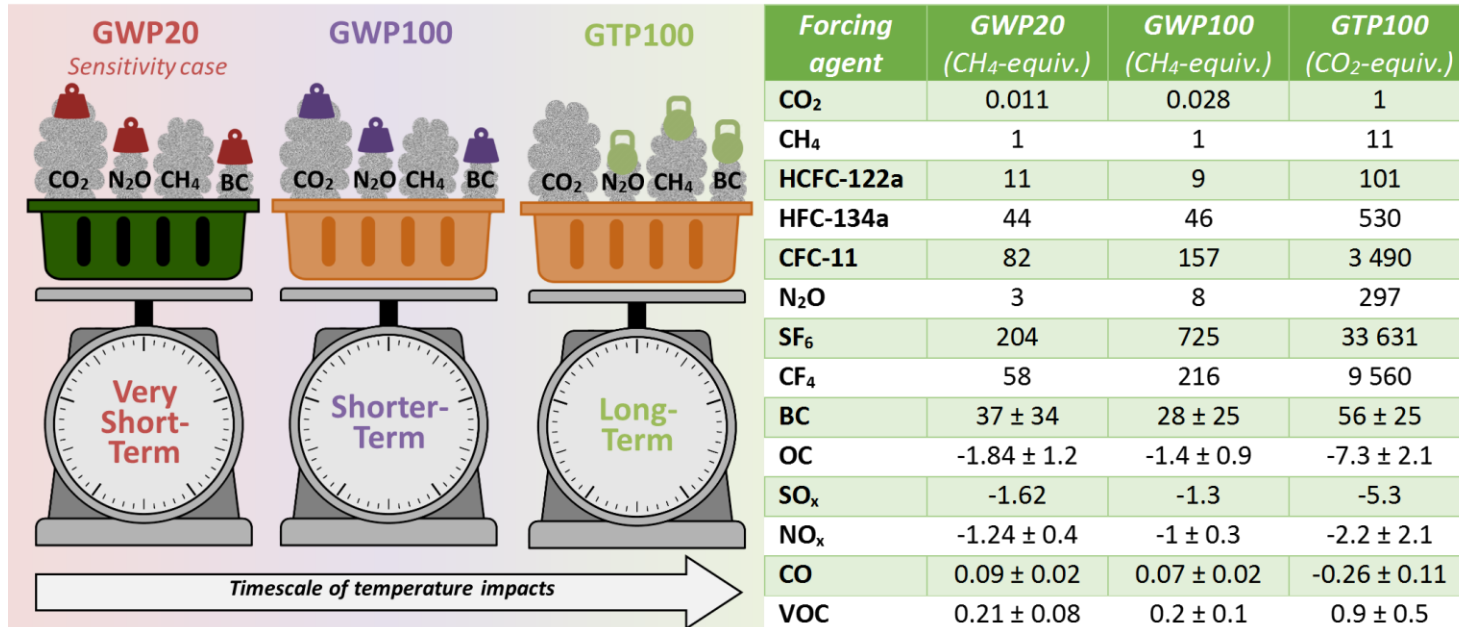 GWP20
Sensitivity case
GWP100
GTP100
CO₂ N₂O CH₄ BC
CO₂ N₂O CH₄ BC
CO₂ N₂O CH₄ BC
Very
Short-
Term
Shorter-
Term
Long-
Term
Timescale of temperature impacts
Forcing agent GWP20 (CH₄-equiv.) GWP100 (CH₄-equiv.) GTP100 (CO₂-equiv.)
CO₂ 0.011 0.028 1
CH₄ 1 1 11
HCFC-122a 11 9 101
HFC-134a 44 46 530
CFC-11 82 157 3 490
N₂O 3 8 297
SF₆ 204 725 33 631
CF₄ 58 216 9 560
BC 37 ± 34 28 ± 25 56 ± 25
OC -1.84 ± 1.2 -1.4 ± 0.9 -7.3 ± 2.1
SOₓ -1.62 -1.3 -5.3
NOₓ -1.24 ± 0.4 -1 ± 0.3 -2.2 ± 2.1
CO 0.09 ± 0.02 0.07 ± 0.02 -0.26 ± 0.11
VOC 0.21 ± 0.08 0.2 ± 0.1 0.9 ± 0.5